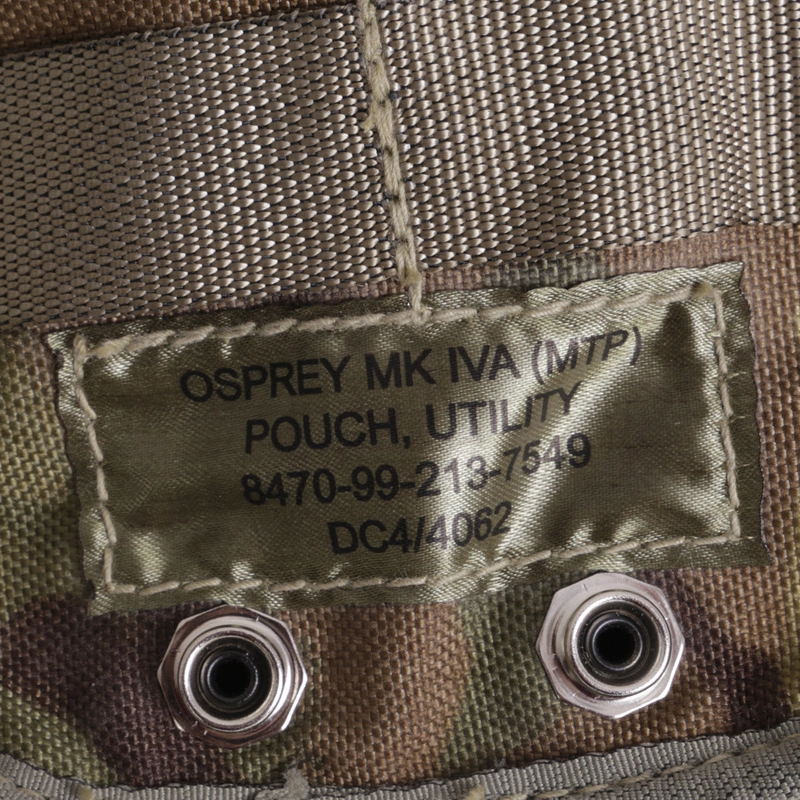 OSPREY MK IVA (MTP)
POUCH, UTILITY
8470-99-213-7549
DC4/4062